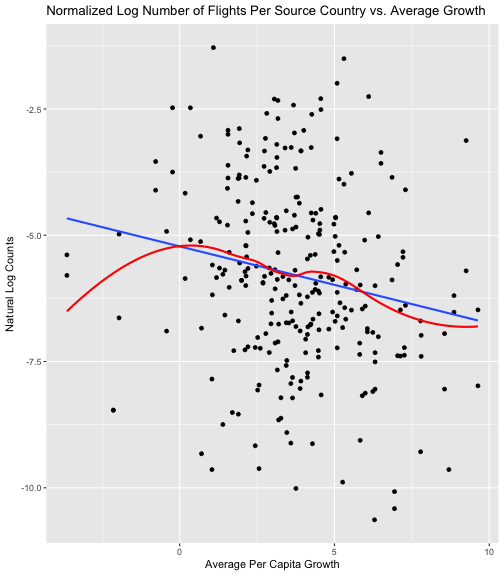 Normalized Log Number of Flights Per Source Country vs. Average Growth
Natural Log Counts
-2.5
-5.0
-7.5
-10.0
0
5
10
Average Per Capita Growth